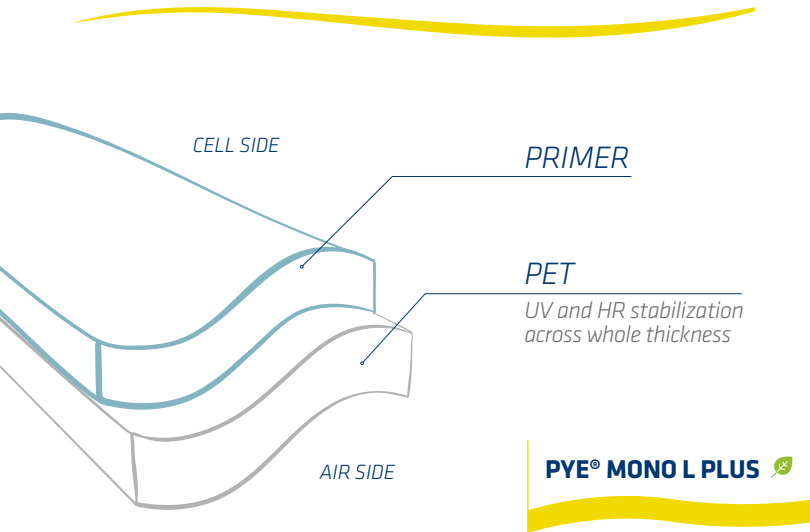 CELL SIDE
PRIMER
PET
UV and HR stabilization
across whole thickness
AIR SIDE
PYE® MONO L PLUS